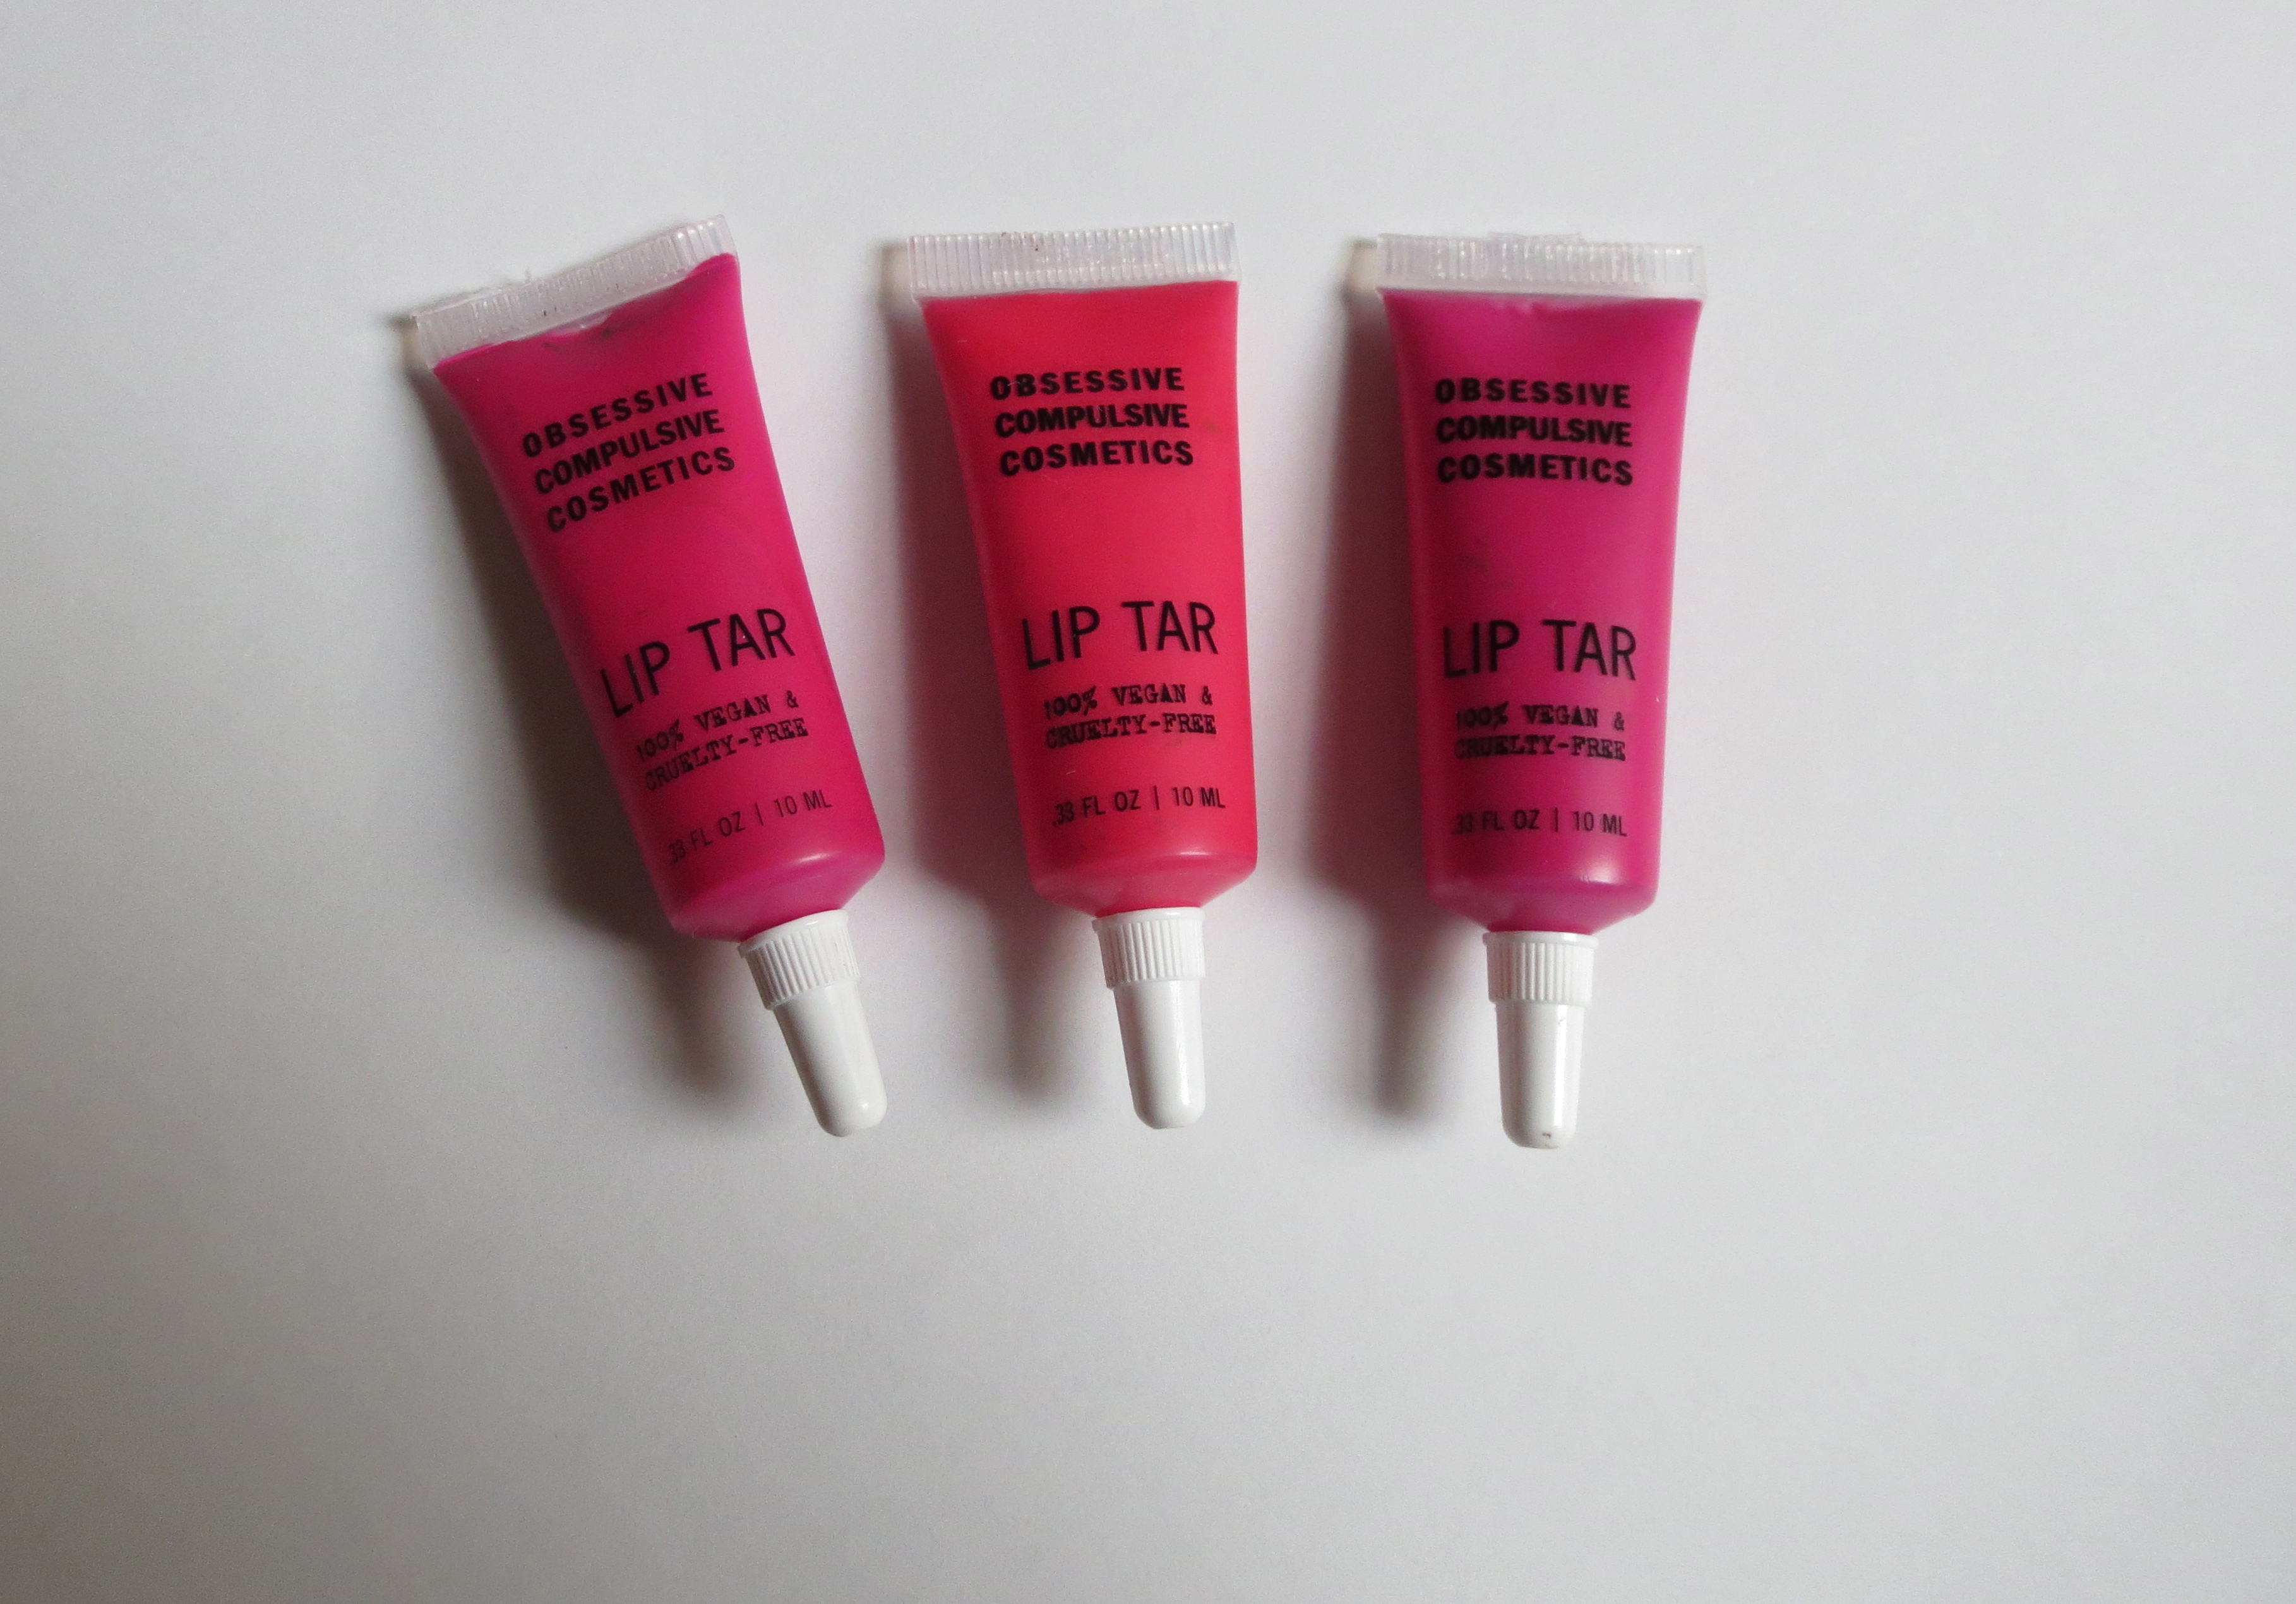 OBSESSIVE
COMPULSIVE
COSMETICS
LIP TAR
100% VEGAN &
CRUELTY-FREE
.33 FL OZ | 10 ML
OBSESSIVE
COMPULSIVE
COSMETICS
LIP TAR
100% VEGAN &
CRUELTY-FREE
.33 FL OZ | 10 ML
OBSESSIVE
COMPULSIVE
COSMETICS
LIP TAR
100% VEGAN &
CRUELTY-FREE
.33 FL OZ | 10 ML